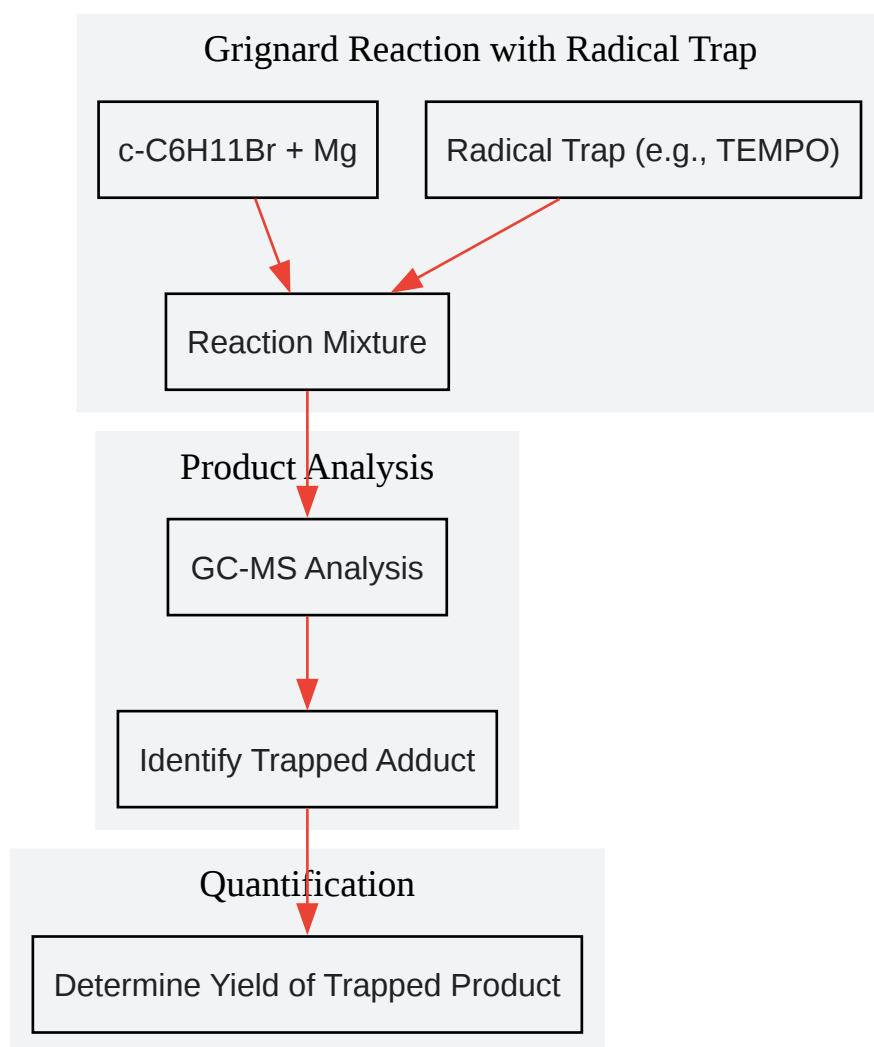 Grignard Reaction with Radical Trap
c-C6H11Br + Mg
Radical Trap (e.g., TEMPO)
Reaction Mixture
Product Analysis
GC-MS Analysis
Identify Trapped Adduct
Quantification
Determine Yield of Trapped Product